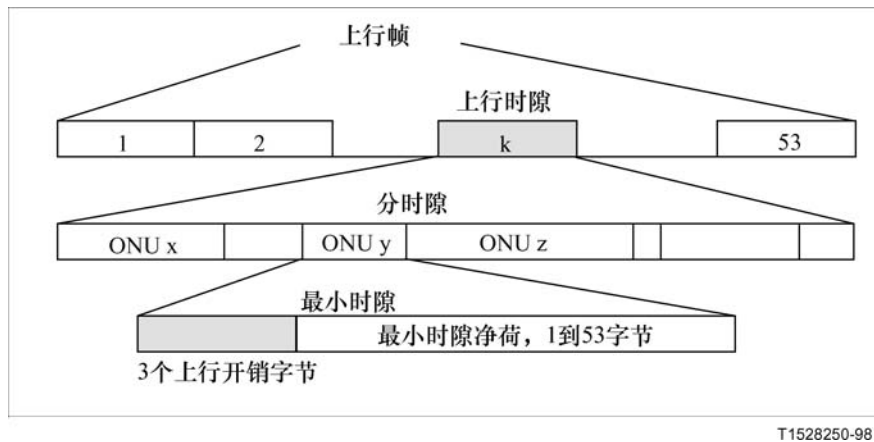 上行帧
上行时隙
1 2 k 53
分时隙
ONU x ONU y ONU z
最小时隙
最小时隙净荷，1到53字节
3个上行开销字节
T1528250-98